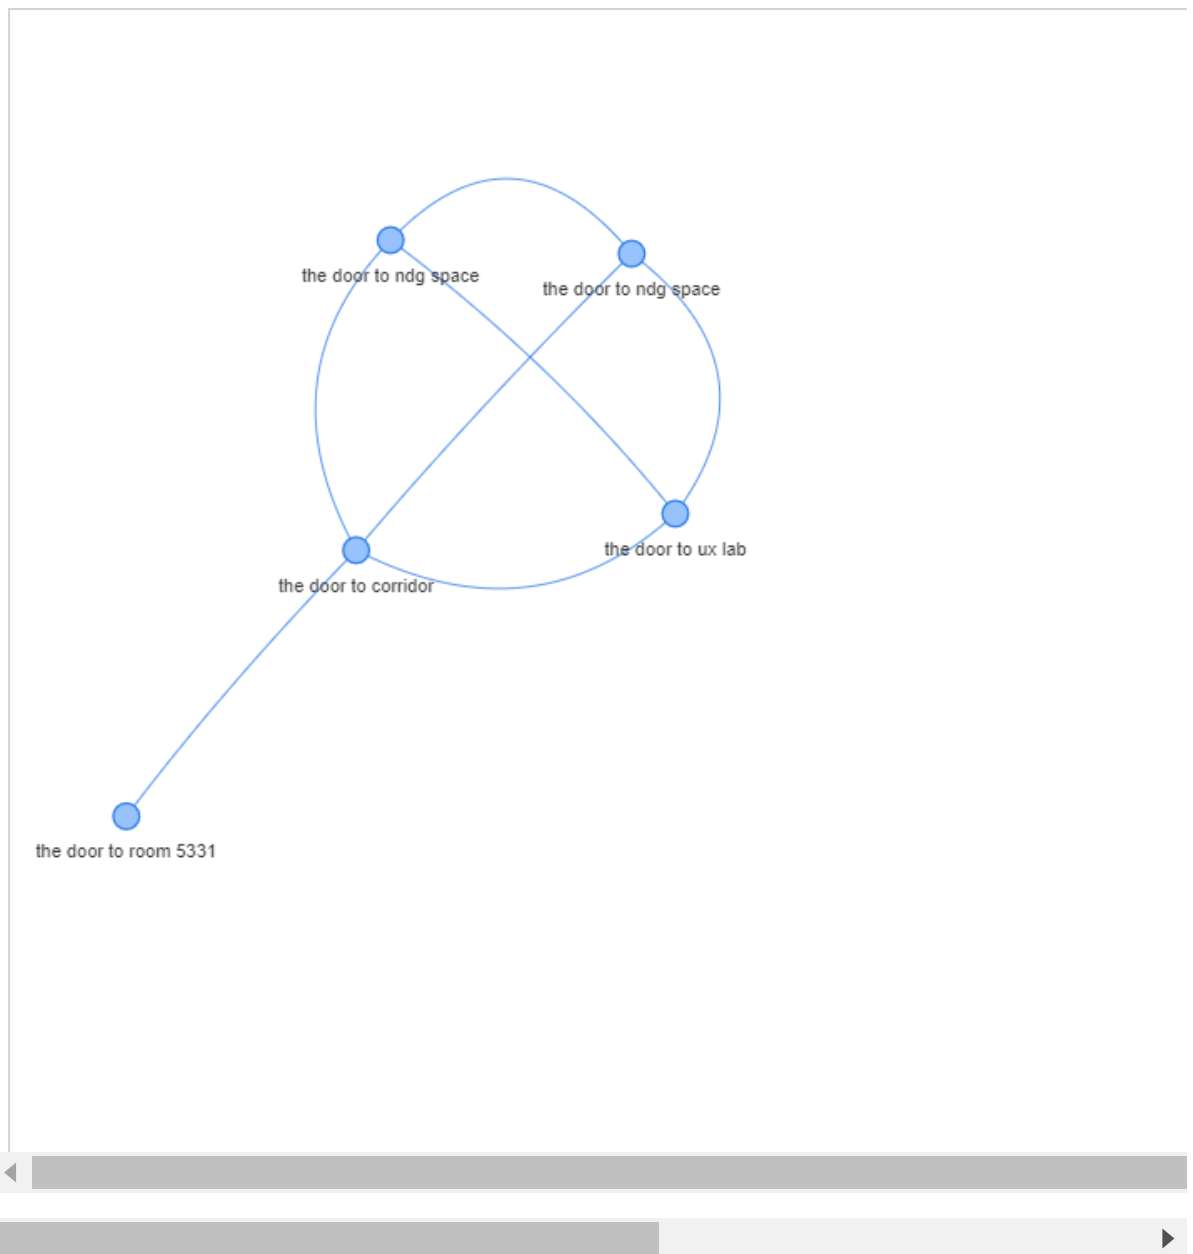 the door to ndg space
the door to ndg space
the door to ux lab
the door to corridor
the door to room 5331